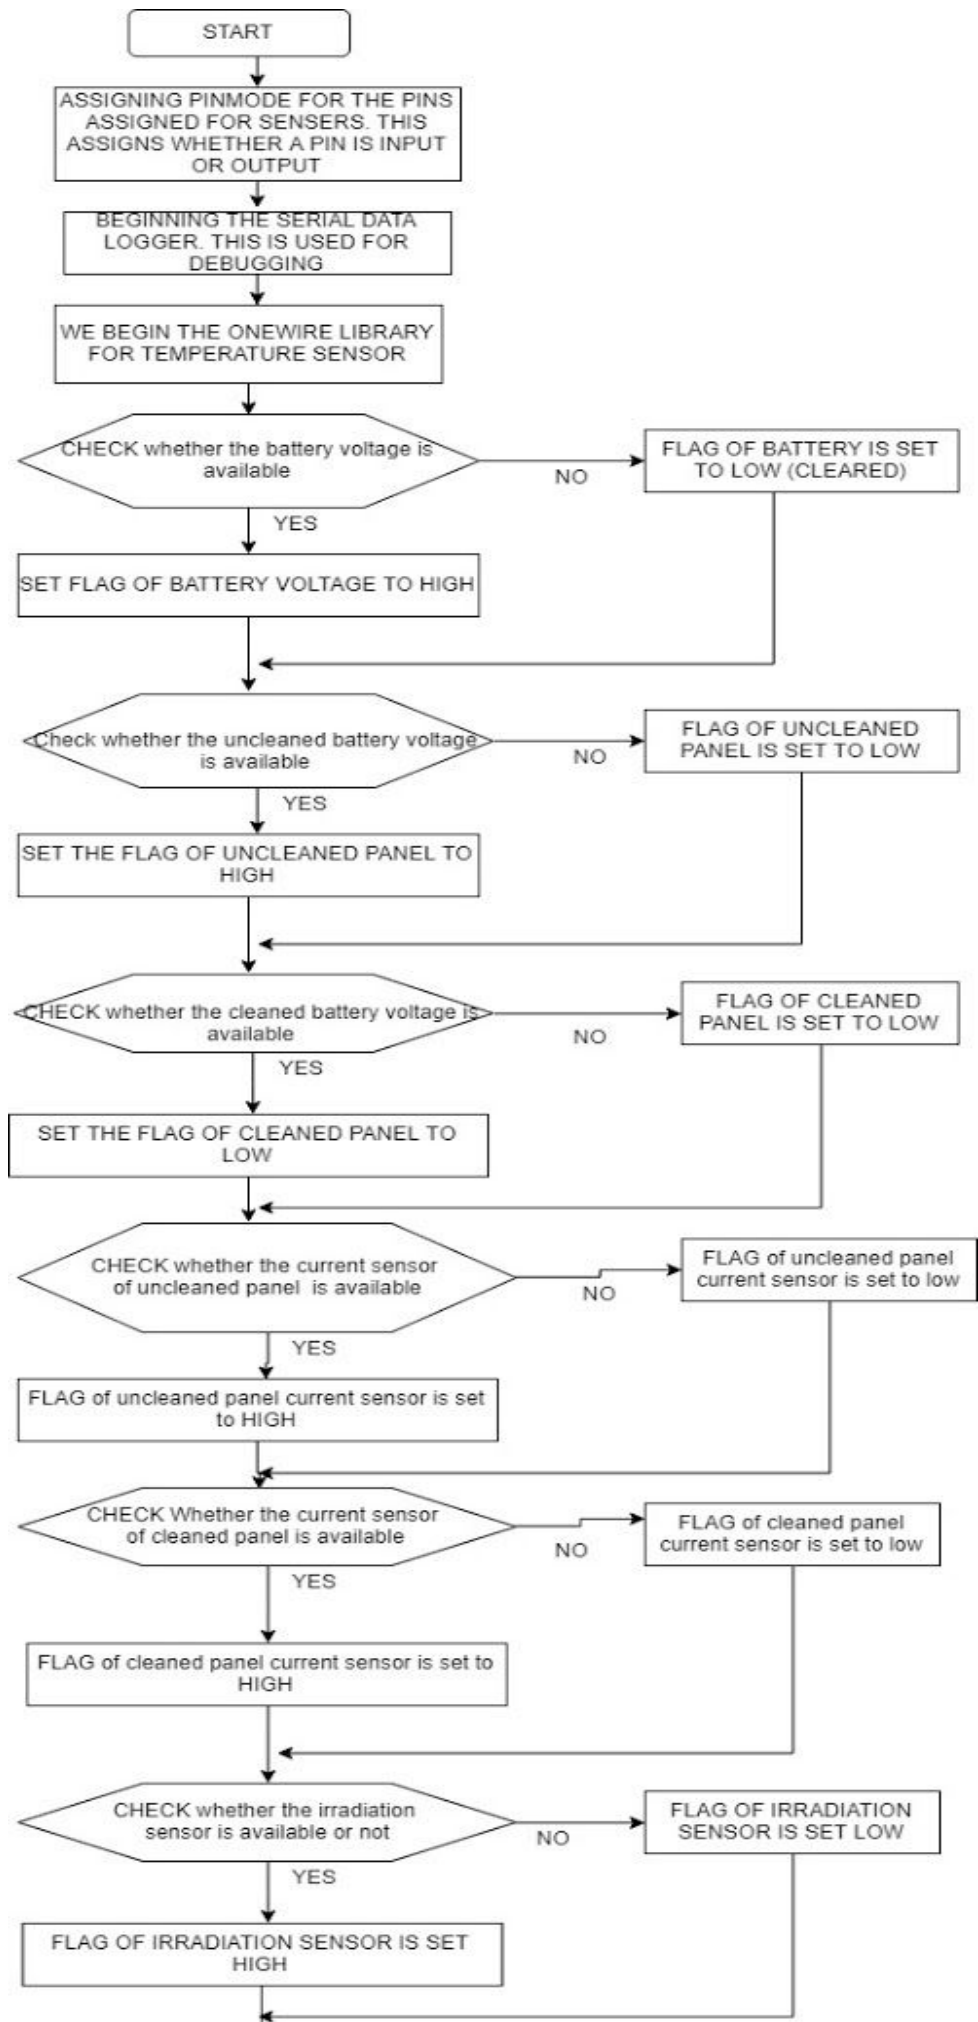 START
ASSIGNING PINMODE FOR THE PINS
ASSIGNED FOR SENSERS. THIS
ASSIGNS WHETHER A PIN IS INPUT
OR OUTPUT
BEGINNING THE SERIAL DATA
LOGGER. THIS IS USED FOR
DEBUGGING
WE BEGIN THE ONEWIRE LIBRARY
FOR TEMPERATURE SENSOR
CHECK whether the battery voltage is
available
NO
FLAG OF BATTERY IS SET
TO LOW (CLEARED)
YES
SET FLAG OF BATTERY VOLTAGE TO HIGH
Check whether the uncleaned battery voltage
is available
NO
FLAG OF UNCLEANED
PANEL IS SET TO LOW
YES
SET THE FLAG OF UNCLEANED PANEL TO
HIGH
CHECK whether the cleaned battery voltage is
available
NO
FLAG OF CLEANED
PANEL IS SET TO LOW
YES
SET THE FLAG OF CLEANED PANEL TO
LOW
CHECK whether the current sensor
of uncleaned panel is available
NO
FLAG of uncleaned panel
current sensor is set to low
YES
FLAG of uncleaned panel current sensor is set
to HIGH
CHECK Whether the current sensor
of cleaned panel is available
NO
FLAG of cleaned panel
current sensor is set to low
YES
FLAG of cleaned panel current sensor is set to
HIGH
CHECK whether the irradiation
sensor is available or not
NO
FLAG OF IRRADIATION
SENSOR IS SET LOW
YES
FLAG OF IRRADIATION SENSOR IS SET
HIGH